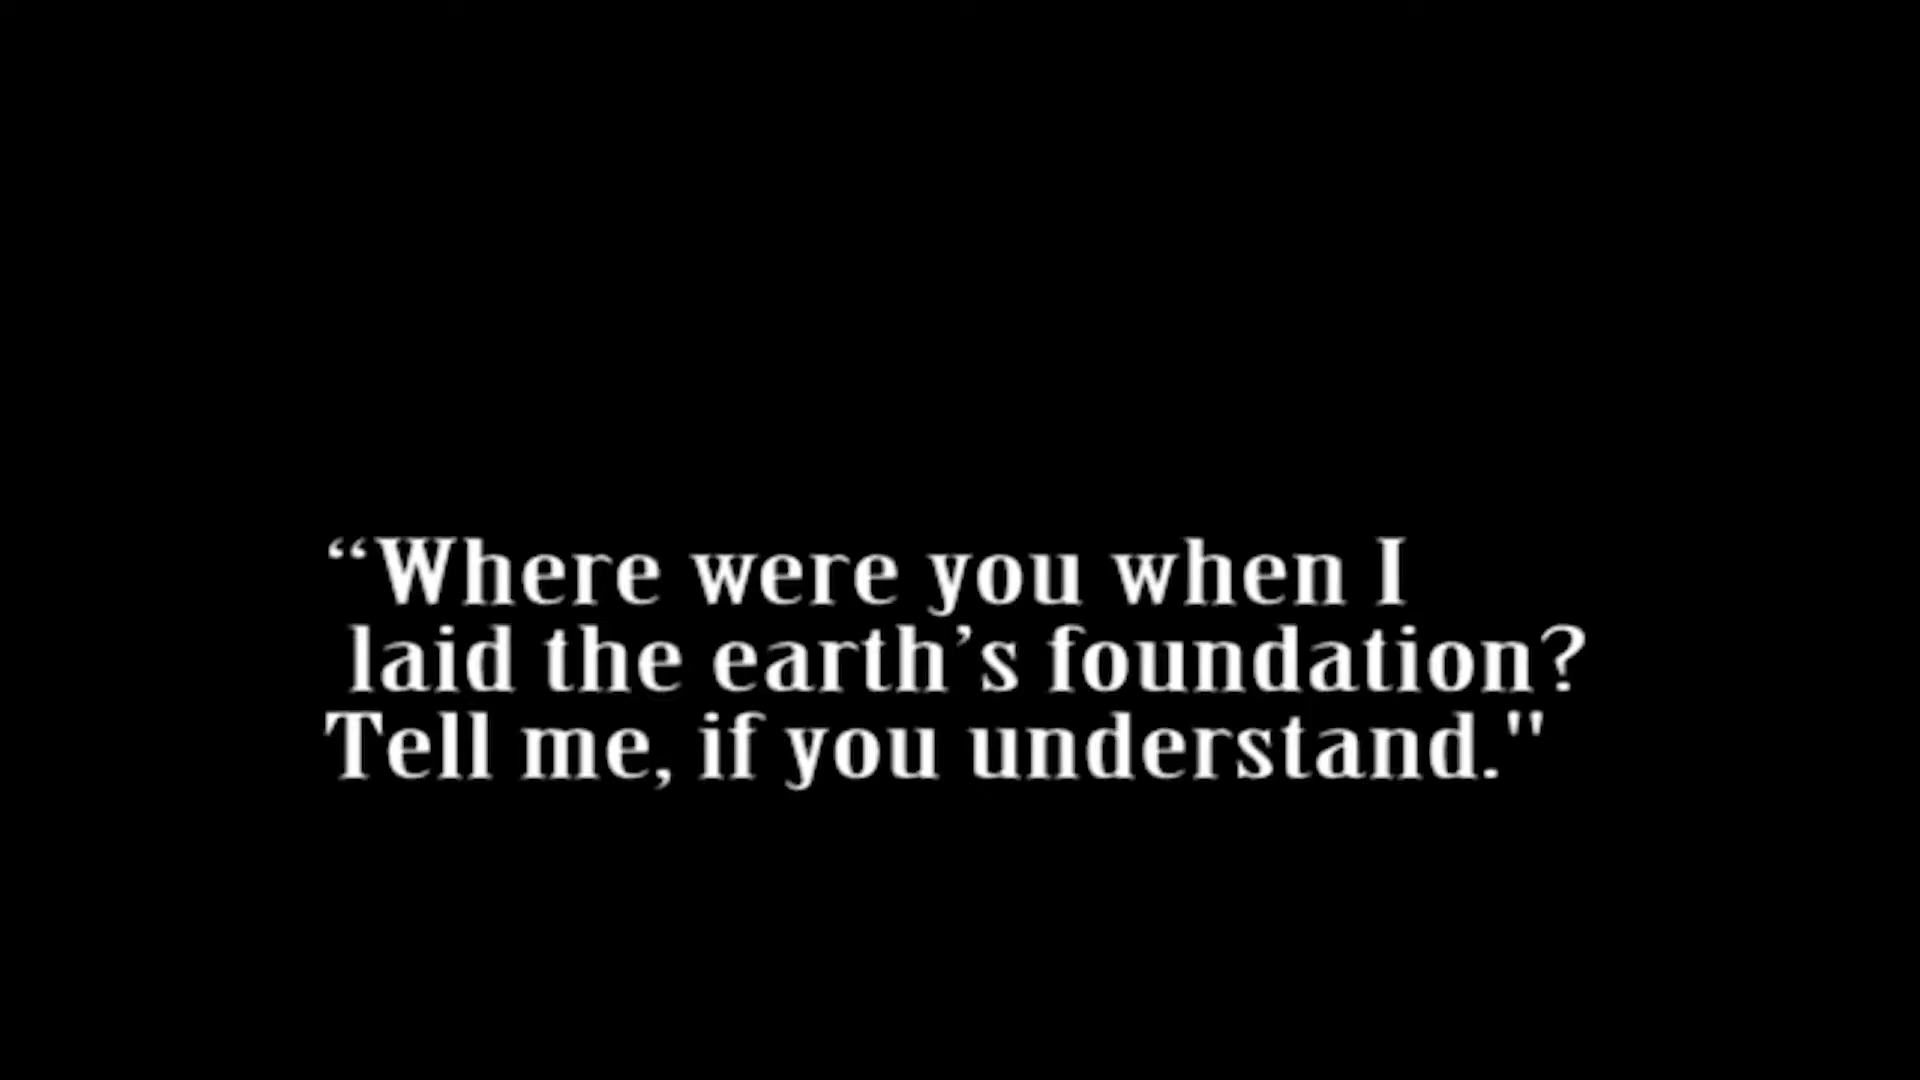 “Where were you when I
laid the earth’s foundation?
Tell me, if you understand."